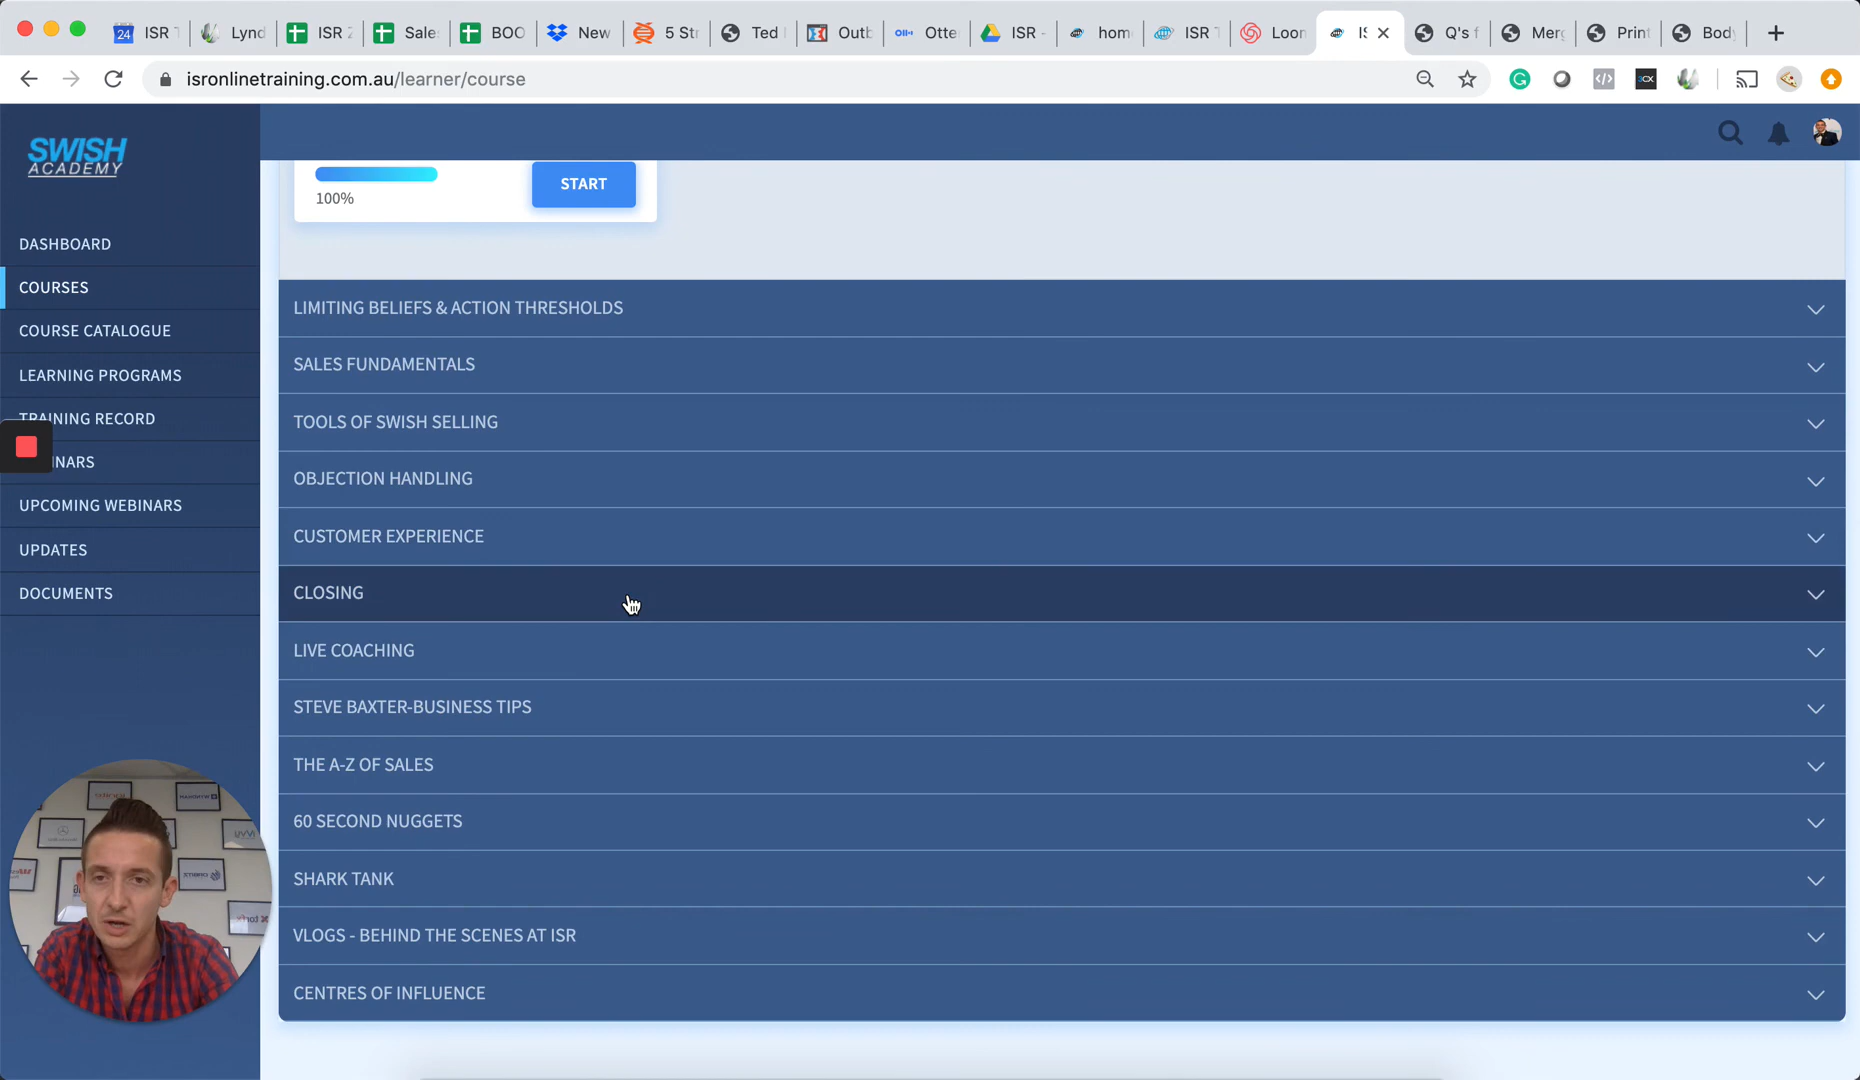 24 ISR T
Lynd
ISR Z
Sale
BOO
New
5 Str
Ted
Outb
Otte
ISR -
hom
ISR T
Loon
IS
Q's f
Merg
Print
Body
isronlinetraining.com.au/learner/course
3CX
SWISH
ACADEMY
DASHBOARD
COURSES
COURSE CATALOGUE
LEARNING PROGRAMS
TRAINING RECORD
INARS
UPCOMING WEBINARS
UPDATES
DOCUMENTS
100%
START
LIMITING BELIEFS & ACTION THRESHOLDS
SALES FUNDAMENTALS
TOOLS OF SWISH SELLING
OBJECTION HANDLING
CUSTOMER EXPERIENCE
CLOSING
LIVE COACHING
STEVE BAXTER-BUSINESS TIPS
THE A-Z OF SALES
60 SECOND NUGGETS
SHARK TANK
VLOGS - BEHIND THE SCENES AT ISR
CENTRES OF INFLUENCE